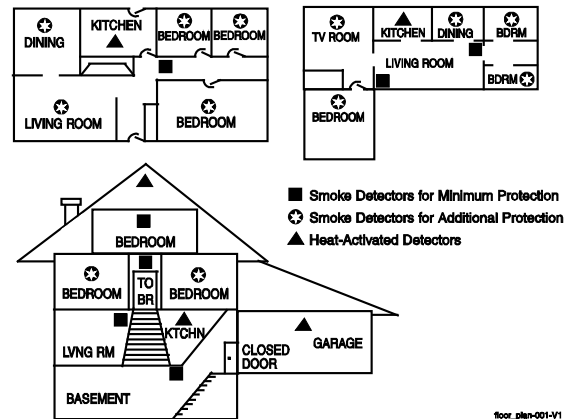 DINING
KITCHEN
BEDROOM
BEDROOM
LIVING ROOM
BEDROOM
TV ROOM
KITCHEN
DINING
BDRM
LIVING ROOM
BDRM
BEDROOM
Smoke Detectors for Minimum Protection
Smoke Detectors for Additional Protection
Heat-Activated Detectors
BEDROOM
BEDROOM
TO
BR
BEDROOM
LVNG RM
KTCHN
CLOSED
DOOR
GARAGE
BASEMENT
floor_plan-001-V1